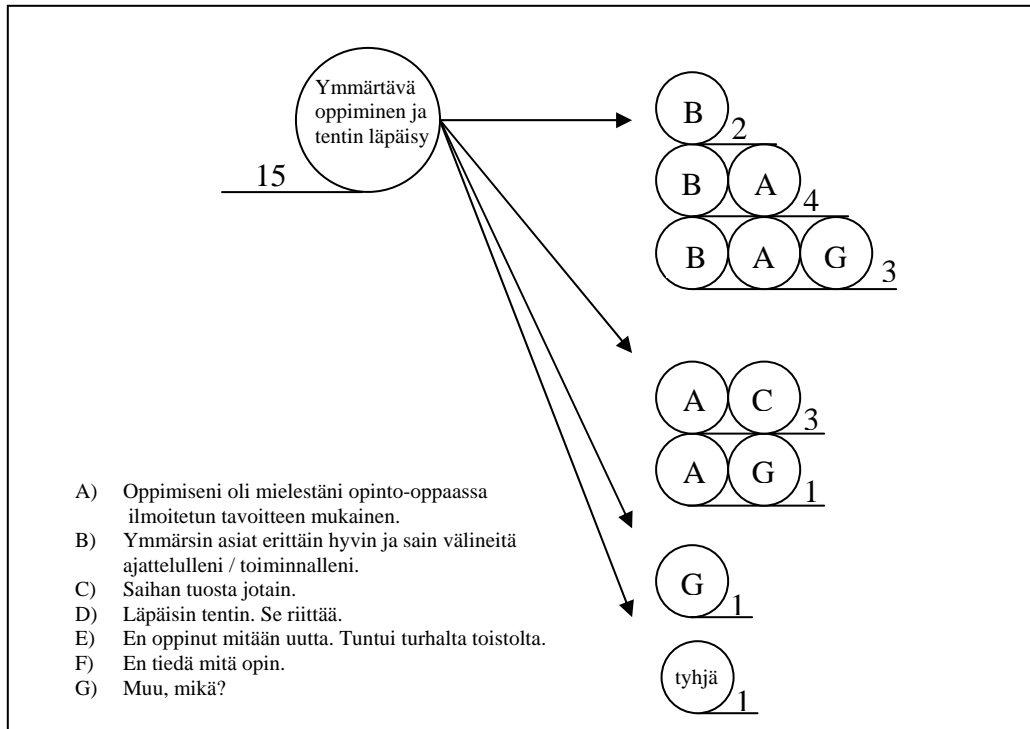 Ymmärtävä
oppiminen ja
tentin läpäisy
15
B
2
B A
4
B A G
3
A C
3
A G
1
G
1
tyhjä
1
A) Oppimiseni oli mielestäni opinto-oppaassa
ilmoitetun tavoitteen mukainen.
B) Ymmärsin asiat erittäin hyvin ja sain välineitä
ajattelulleni / toiminnalleni.
C) Saihan tuosta jotain.
D) Läpäisin tentin. Se riittää.
E) En oppinut mitään uutta. Tuntui turhalta toistolta.
F) En tiedä mitä opin.
G) Muu, mikä?